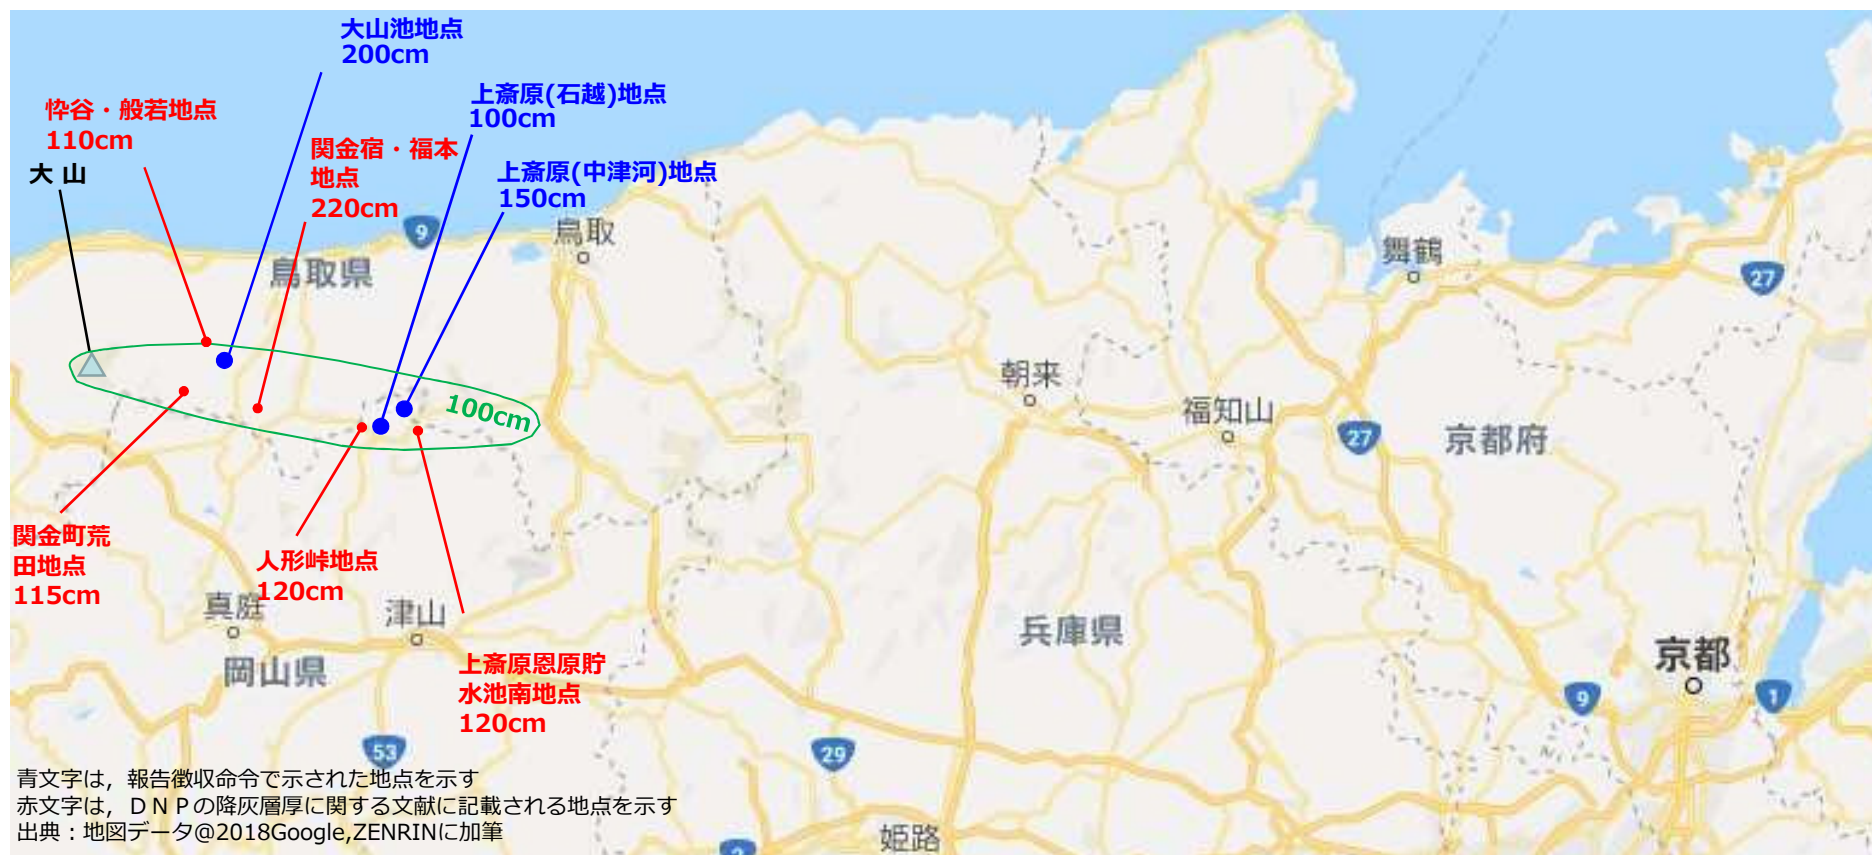 大山池地点
200cm
上斎原(石越)地点
100cm
忰谷・般若地点
110cm
関金宿・福本
地点
220cm
大 山
上斎原(中津河)地点
150cm
9
鳥取
鳥取県
舞鶴
27
朝来
100cm
福知山
27
京都府
関金町荒
田地点
115cm
人形峠地点
120cm
真庭
津山
岡山県
上斎原恩原貯
水池南地点
120cm
兵庫県
京都
9
1
53
29
青文字は，報告徴収命令で示された地点を示す
赤文字は，ＤＮＰの降灰層厚に関する文献に記載される地点を示す
出典：地図データ@2018Google,ZENRINに加筆
姫路
2